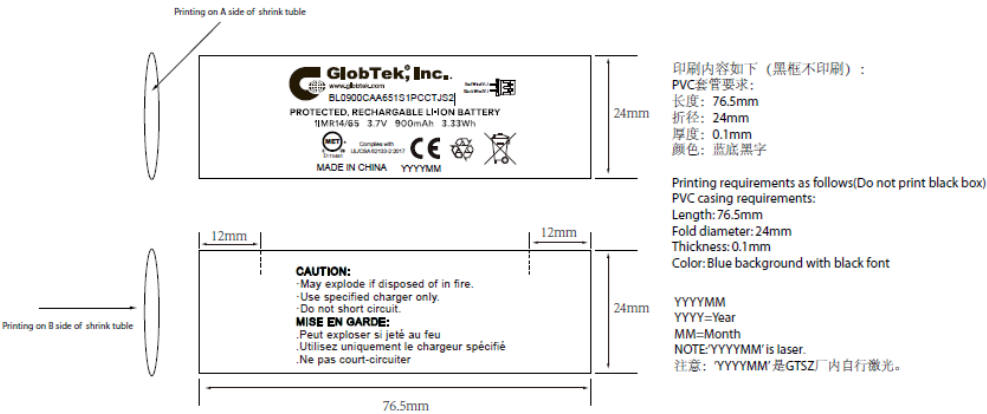 Printing on A side of shrink tuble
GlobTek, Inc.
www.globtek.com
BL0900CAA651S1PCCTJS2
PROTECTED, RECHARGABLE LI-ION BATTERY
1IMR14/65 3.7V 900mAh 3.33Wh
MET
Complies with
UL/CSA 62133-2:2017
CE
MADE IN CHINA YYYYMM
24mm
印刷内容如下（黑框不印刷）:
PVC套管要求:
长度: 76.5mm
折径: 24mm
厚度: 0.1mm
颜色: 蓝底黑字
Printing requirements as follows(Do not print black box)
PVC casing requirements:
Length:76.5mm
Fold diameter:24mm
Thickness:0.1mm
Color:Blue background with black font
YYYYMM
YYYY=Year
MM=Month
NOTE:'YYYYMM' is laser.
注意: 'YYYYMM' 是GTSZ厂内自行激光。
12mm
12mm
CAUTION:
·May explode if disposed of in fire.
·Use specified charger only.
·Do not short circuit.
MISE EN GARDE:
.Peut exploser si jeté au feu
.Utilisez uniquement le chargeur spécifié
.Ne pas court-circuiter
24mm
Printing on B side of shrink tuble
76.5mm